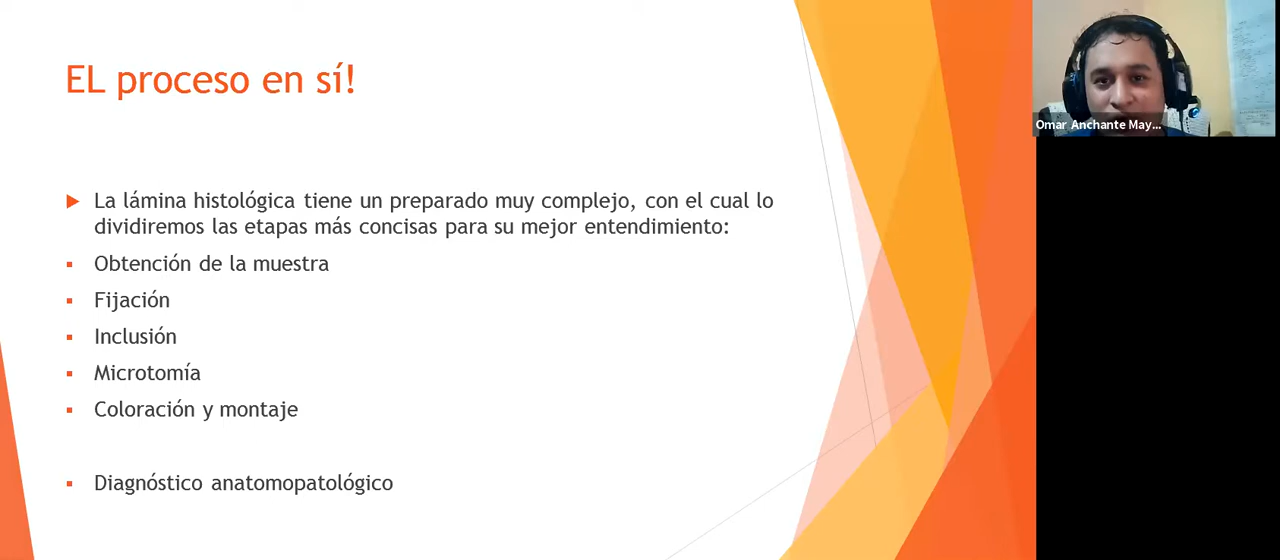 EL proceso en sí!
La lámina histológica tiene un preparado muy complejo, con el cual lo
dividiremos las etapas más concisas para su mejor entendimiento:
Obtención de la muestra
Fijación
Inclusión
Microtomía
Coloración y montaje
Diagnóstico anatomopatológico
Omar Anchante May...